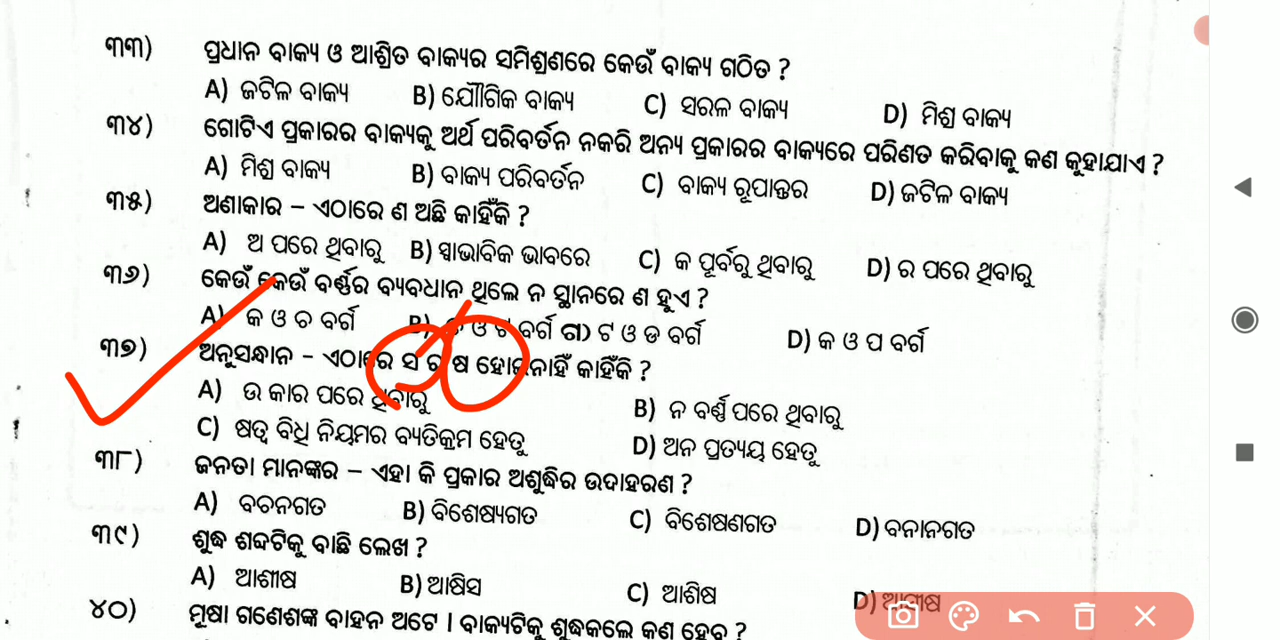 ୩୩) ପ୍ରଧାନ ବାକ୍ୟ ଓ ଆଶ୍ରିତ ବାକ୍ୟର ସମିଶ୍ରଣରେ କେଉଁ ବାକ୍ୟ ଗଠିତ ?
A) ଜଟିଳ ବାକ୍ୟ B) ଯୌଗିକ ବାକ୍ୟ C) ସରଳ ବାକ୍ୟ D) ମିଶ୍ର ବାକ୍ୟ
୩୪) ଗୋଟିଏ ପ୍ରକାରର ବାକ୍ୟକୁ ଅର୍ଥ ପରିବର୍ତନ ନକରି ଅନ୍ୟ ପ୍ରକାରର ବାକ୍ୟରେ ପରିଣତ କରିବାକୁ କଣ କୁହାଯାଏ ?
A) ମିଶ୍ର ବାକ୍ୟ B) ବାକ୍ୟ ପରିବର୍ତନ C) ବାକ୍ୟ ରୂପାନ୍ତର D) ଜଟିଳ ବାକ୍ୟ
୩୫) ଅଣାକାର – ଏଠାରେ ଣ ଅଛି କାହିଁକି ?
A) ଅ ପରେ ଥିବାରୁ B) ସ୍ୱାଭାବିକ ଭାବରେ C) କ ପୂର୍ବରୁ ଥିବାରୁ D) ର ପରେ ଥିବାରୁ
୩୬) କେଉଁ କେଉଁ ବର୍ଣ୍ଣର ବ୍ୟବଧାନ ଥିଲେ ନ ସ୍ଥାନରେ ଣ ହୁଏ ?
A) କ ଓ ଚ ବର୍ଗ B) ଓ ବର୍ଗ ଗ) ଟ ଓ ଡ ବର୍ଗ D) କ ଓ ପ ବର୍ଗ
୩୭) ଅନୁସନ୍ଧାନ – ଏଠାରେ ସ ର ଷ ହୋଇନାହିଁ କାହିଁକି ?
A) ଉ କାର ପରେ ଥିବାରୁ B) ନ ବର୍ଣ୍ଣ ପରେ ଥିବାରୁ
C) ଷତ୍ୱ ବିଧି ନିୟମର ବ୍ୟତିକ୍ରମ ହେତୁ D) ଅନ ପ୍ରତ୍ୟୟ ହେତୁ
୩୮) ଜନତା ମାନଙ୍କର – ଏହା କି ପ୍ରକାର ଅଶୁଦ୍ଧିର ଉଦାହରଣ ?
A) ବଚନଗତ B) ବିଶେଷ୍ୟଗତ C) ବିଶେଷଣଗତ D) ବନାନଗତ
୩୯) ଶୁଦ୍ଧ ଶବ୍ଦଟିକୁ ବାଛି ଲେଖ ?
A) ଆଶୀଷ B) ଆଷିସ C) ଆଶିଷ D)
୪୦) ମୂଷା ଗଣେଶଙ୍କ ବାହନ ଅଟେ । ବାକ୍ୟଟିକୁ ଶୁଦ୍ଧକଲେ କଣ ହେବ ?